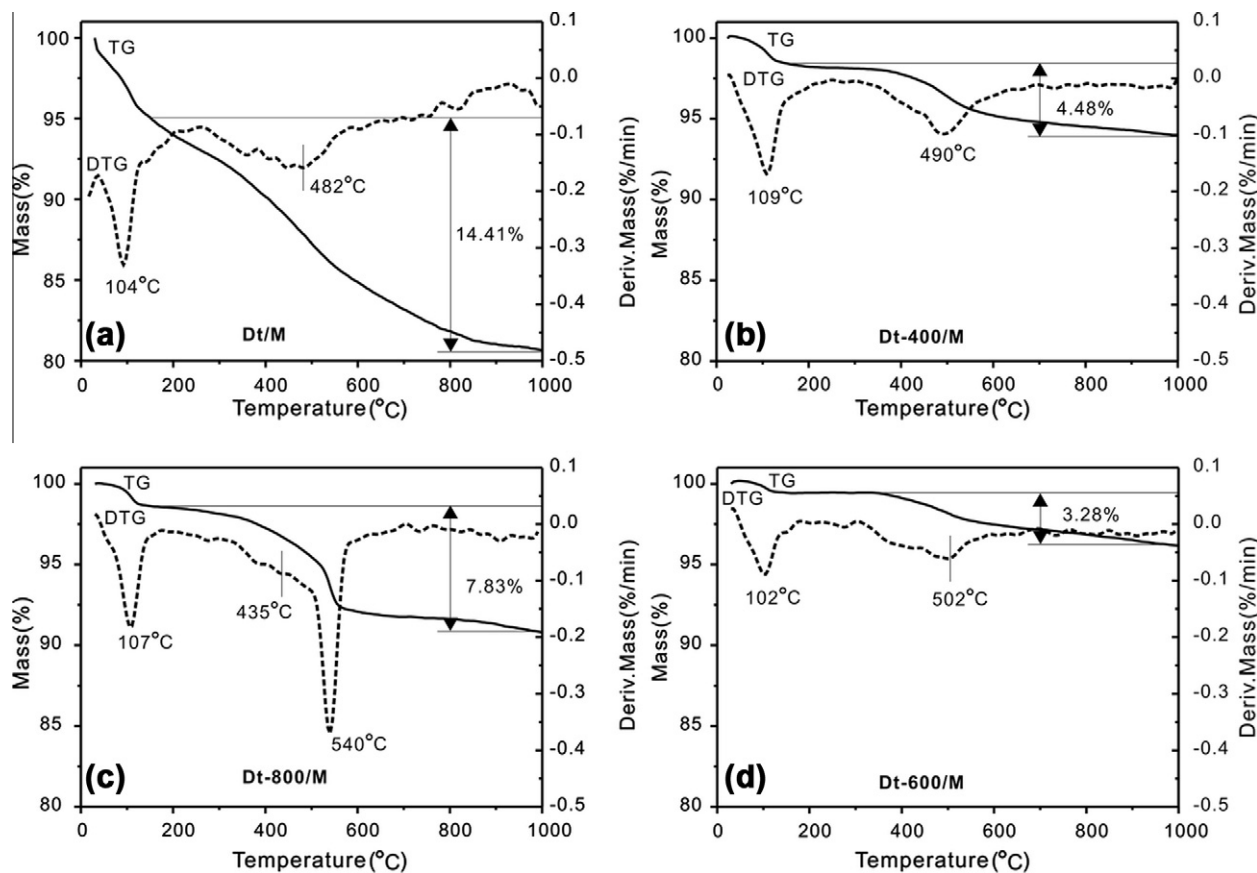 100
95
90
85
80
Mass(%)
TG
DTG
104°C
482°C
14.41%
(a)
Dt/M
0.1
0.0
-0.1
-0.2
-0.3
-0.4
-0.5
Deriv.Mass(%/min)
0 200 400 600 800 1000
Temperature(°C)
100
95
90
85
80
Mass(%)
TG
DTG
109°C
490°C
4.48%
(b)
Dt-400/M
0.1
0.0
-0.1
-0.2
-0.3
-0.4
-0.5
Deriv.Mass(%/min)
0 200 400 600 800 1000
Temperature(°C)
100
95
90
85
80
Mass(%)
TG
DTG
107°C
435°C
540°C
7.83%
(c)
Dt-800/M
0.1
0.0
-0.1
-0.2
-0.3
-0.4
-0.5
Deriv.Mass(%/min)
0 200 400 600 800 1000
Temperature(°C)
100
95
90
85
80
Mass(%)
TG
DTG
102°C
502°C
3.28%
(d)
Dt-600/M
0.1
0.0
-0.1
-0.2
-0.3
-0.4
-0.5
Deriv.Mass(%/min)
0 200 400 600 800 1000
Temperature(°C)